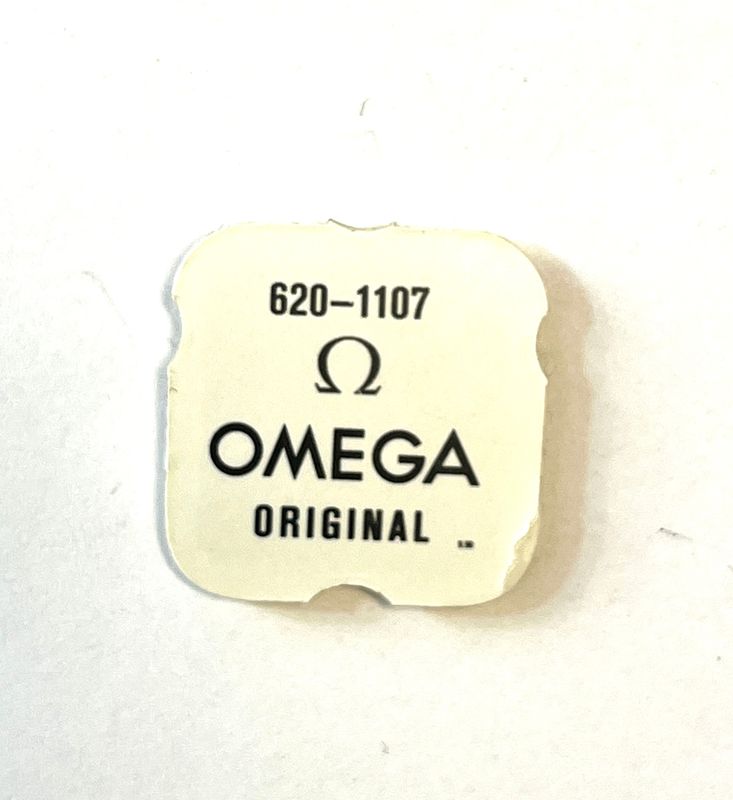 620-1107
Ω
OMEGA
ORIGINAL